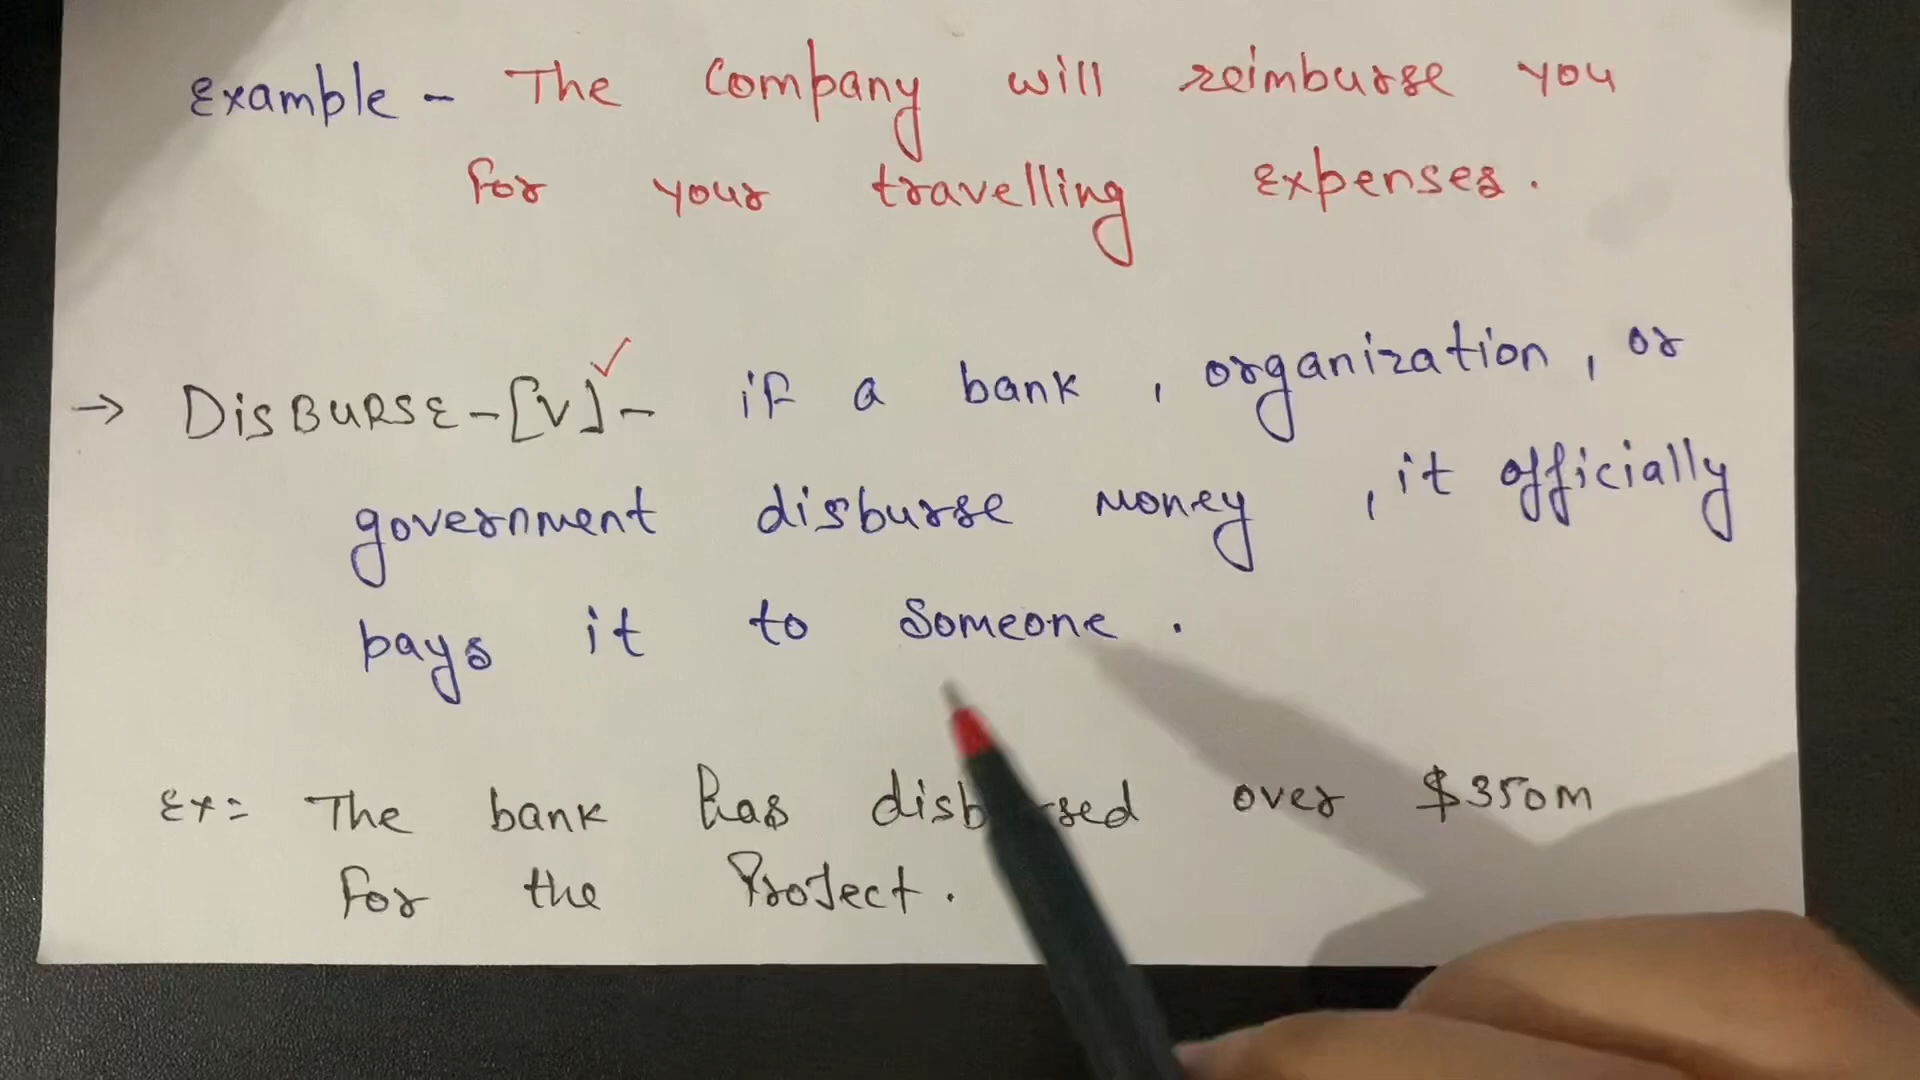 Example - The Company will reimburse you
for your travelling expenses.
→ DISBURSE - [V] ✓ - if a bank, organization, or
government disburse money, it officially
pays it to someone.
Ex= The bank has disbursed over $350m
for the Project.